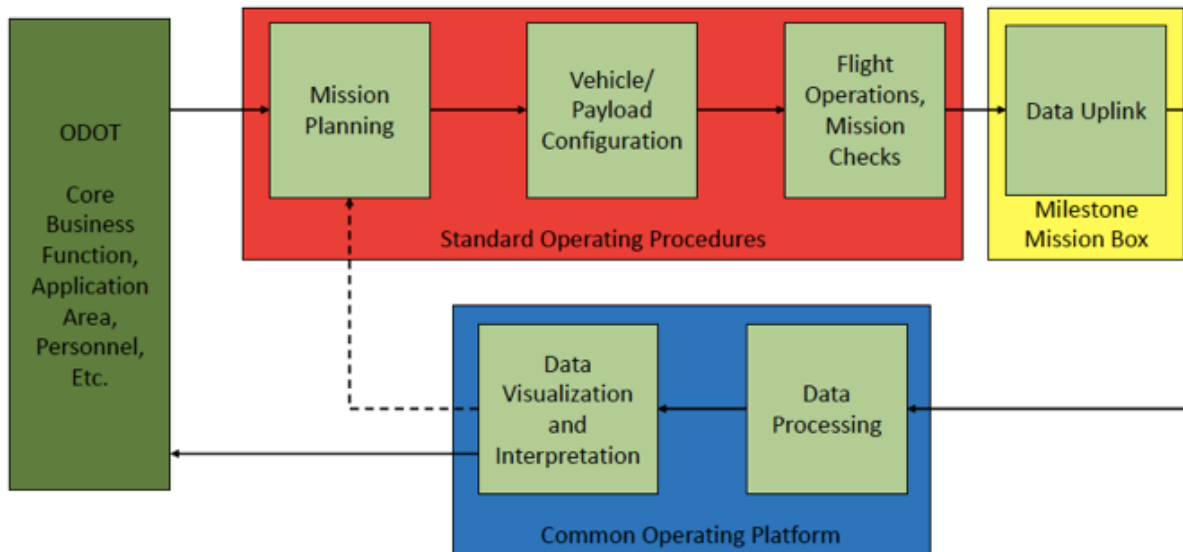 ODOT
Core
Business
Function,
Application
Area,
Personnel,
Etc.
Mission
Planning
Vehicle/
Payload
Configuration
Flight
Operations,
Mission
Checks
Standard Operating Procedures
Data Uplink
Milestone
Mission Box
Data
Visualization
and
Interpretation
Data
Processing
Common Operating Platform